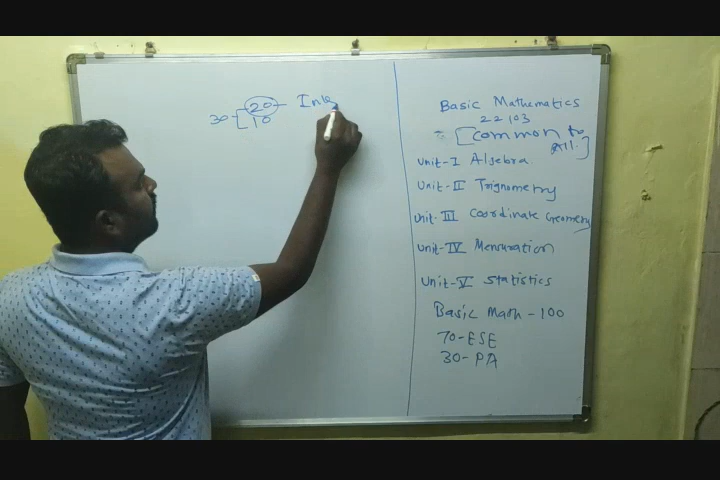 20 - Inte
30 - [
10
Basic Mathematics
22103
[Common to
All.]
Unit-I Algebra
Unit-II Trignometry
Unit-III Coordinate Geometry
Unit-IV Mensuration
Unit-V Statistics
Basic Math - 100
70-ESE
30-PA